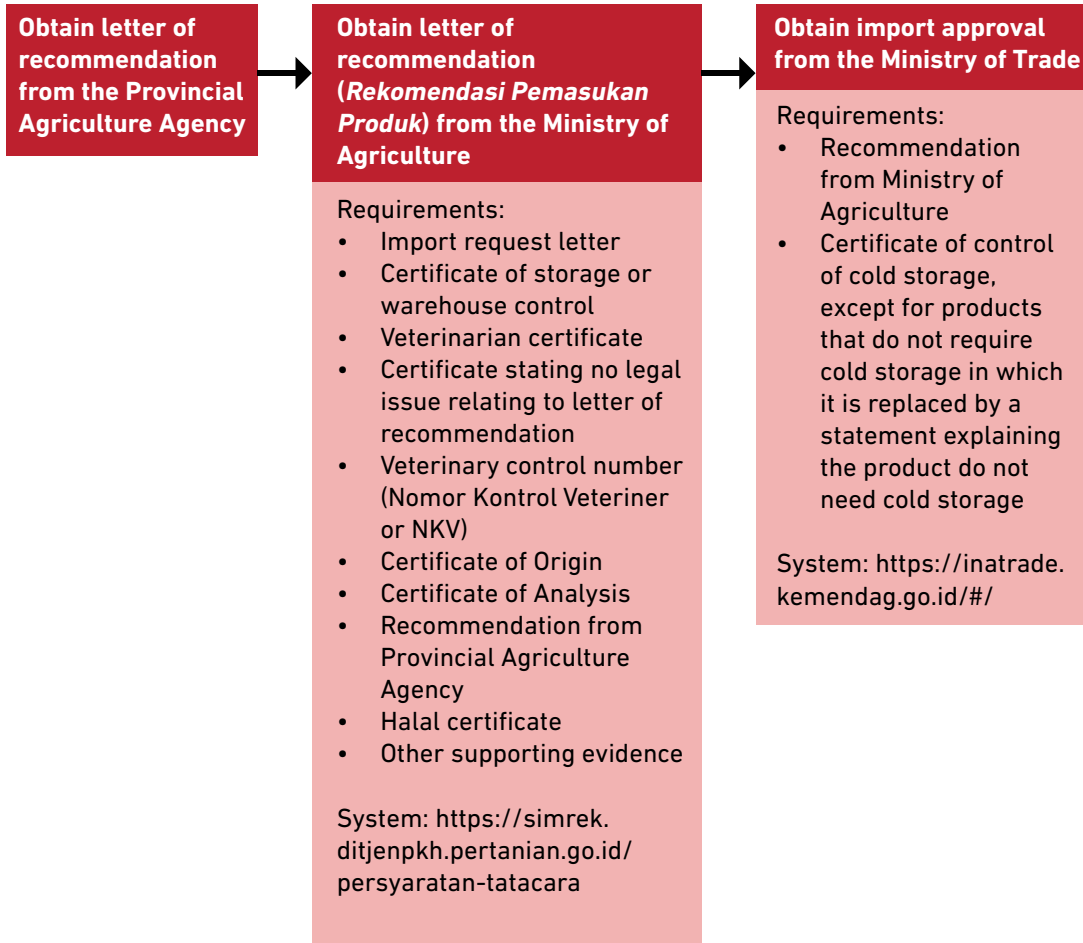 Obtain letter of
recommendation
from the Provincial
Agriculture Agency
Obtain letter of
recommendation
(Rekomendasi Pemasukan
Produk) from the Ministry of
Agriculture
Requirements:
• Import request letter
• Certificate of storage or
warehouse control
• Veterinarian certificate
• Certificate stating no legal
issue relating to letter of
recommendation
• Veterinary control number
(Nomor Kontrol Veteriner
or NKV)
• Certificate of Origin
• Certificate of Analysis
• Recommendation from
Provincial Agriculture
Agency
• Halal certificate
• Other supporting evidence
System: https://simrek.
ditjenpkh.pertanian.go.id/
persyaratan-tatacara
Obtain import approval
from the Ministry of Trade
Requirements:
• Recommendation
from Ministry of
Agriculture
• Certificate of control
of cold storage,
except for products
that do not require
cold storage in which
it is replaced by a
statement explaining
the product do not
need cold storage
System: https://inatrade.
kemendag.go.id/#/